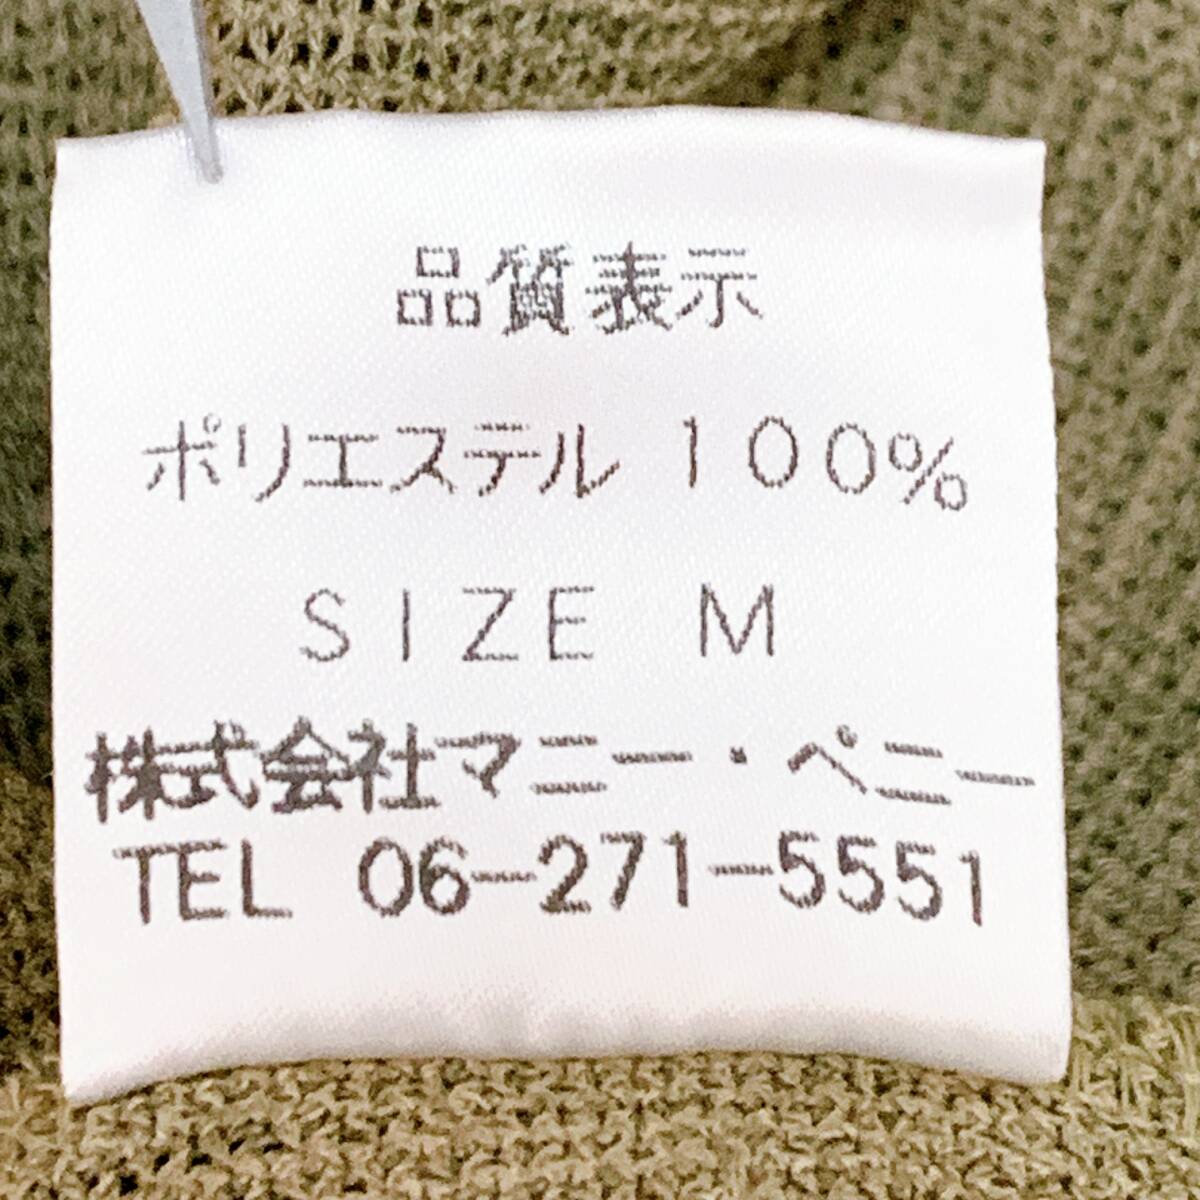 品質表示
ポリエステル 100%
SIZE M
株式会社マニー・ペニー
TEL 06-271-5551